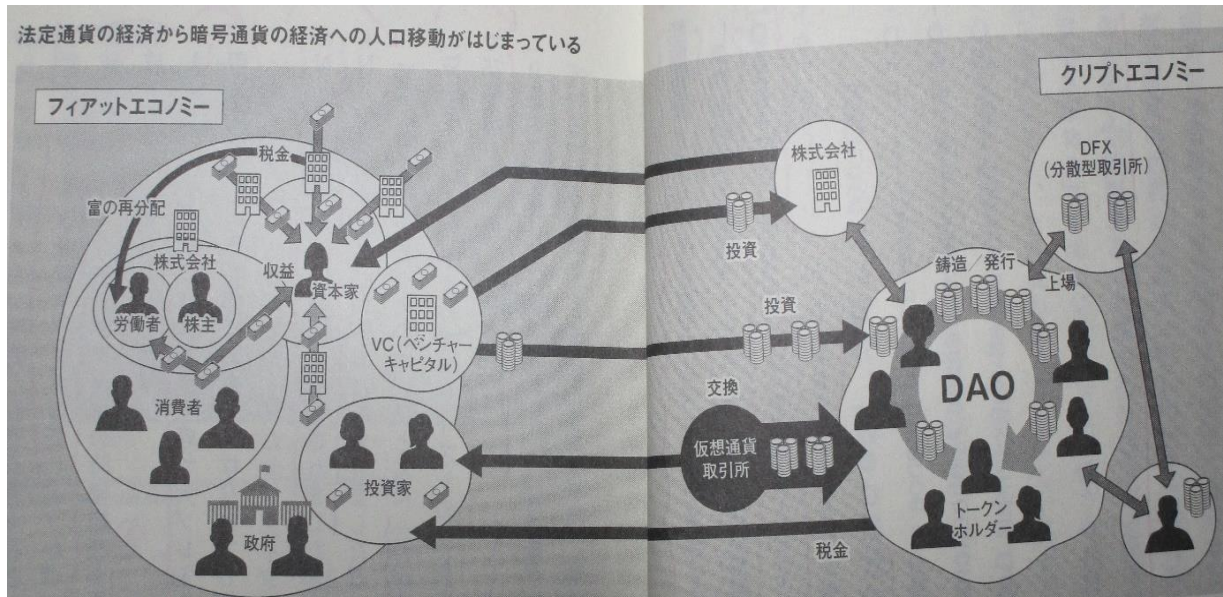 法定通貨の経済から暗号通貨の経済への人口移動がはじまっている
フィアットエコノミー
税金
富の再分配
株式会社
収益
資本家
労働者
株主
VC(ベンチャー
キャピタル)
消費者
投資家
政府
クリプトエコノミー
株式会社
DFX
(分散型取引所)
投資
鋳造／発行
上場
投資
DAO
交換
仮想通貨
取引所
トークン
ホルダー
税金